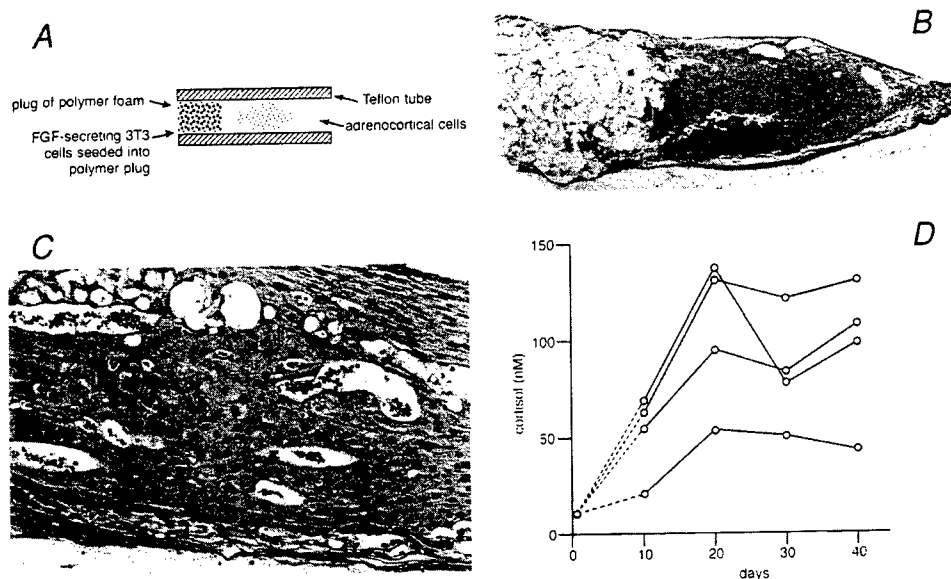 A
plug of polymer foam
FGF-secreting 3T3
cells seeded into
polymer plug
Teflon tube
adrenocortical cells
B
C
D
150
100
50
0
cortisol (nM)
0 10 20 30 40
days